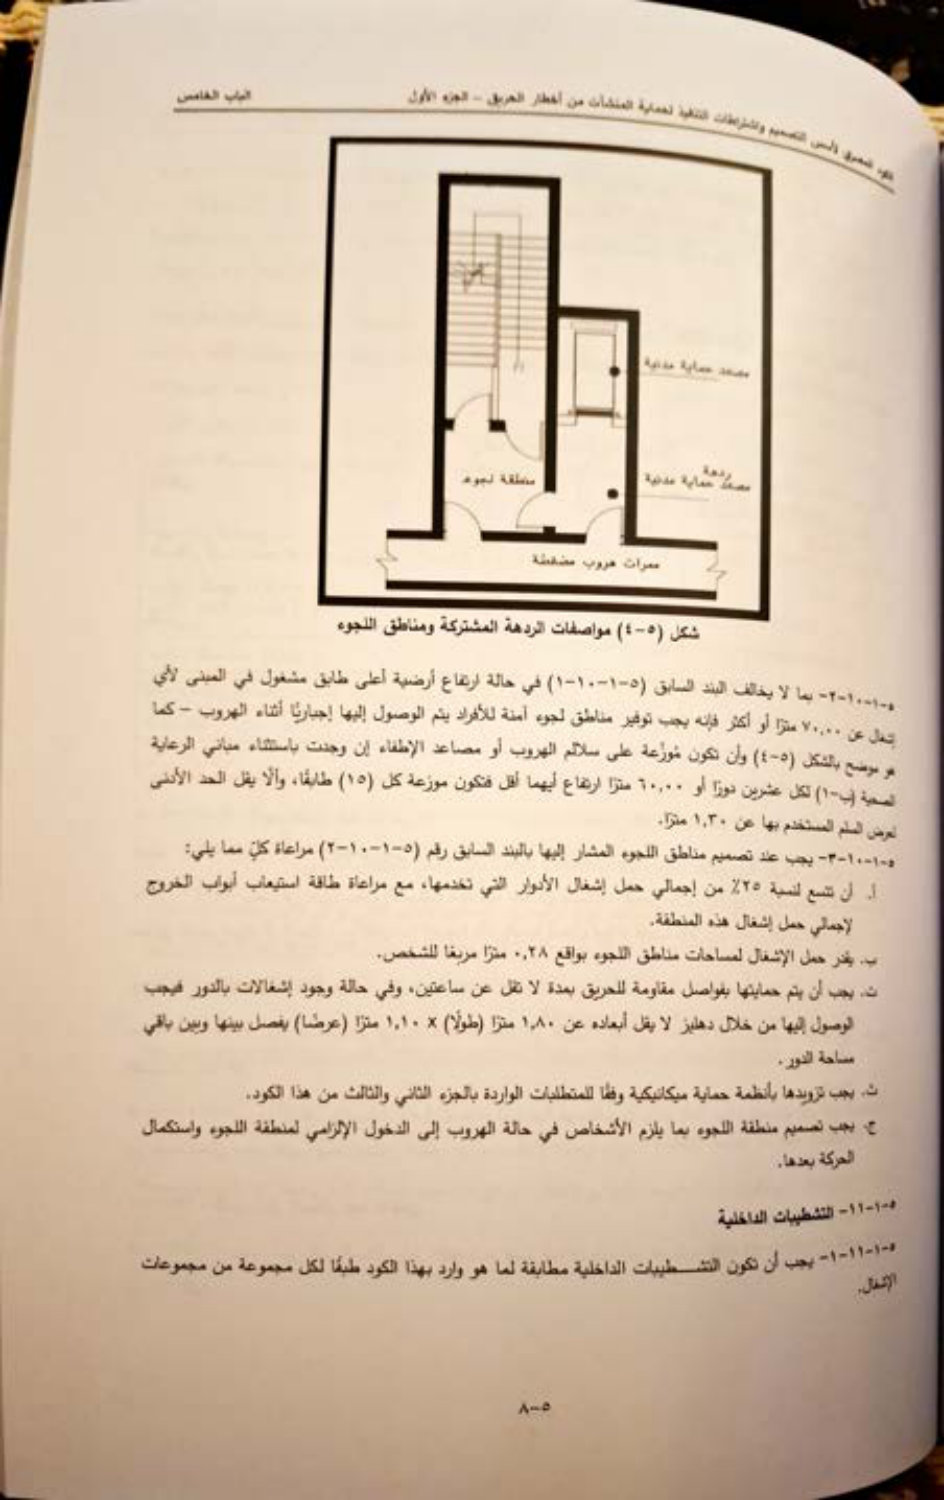 الكود المصري لأسس التصميم واشتراطات التنفيذ لحماية المنشآت من أخطار الحريق – الجزء الأول
الباب الخامس
مصعد حماية مدنية
ردهة
مصعد حماية مدنية
منطقة لجوء
ممرات هروب مضغطة
شكل (٥-٤) مواصفات الردهة المشتركة ومناطق اللجوء
٥-١-١٠-٢- بما لا يخالف البند السابق (٥-١-١٠-١) في حالة ارتفاع أرضية أعلى طابق مشغول في المبنى لأي
إشغال عن ٧٠,٠٠ مترًا أو أكثر فإنه يجب توفير مناطق لجوء آمنة للأفراد يتم الوصول إليها إجباريًا أثناء الهروب – كما
هو موضح بالشكل (٥-٤) وأن تكون مُوزَّعة على سلالم الهروب أو مصاعد الإطفاء إن وجدت باستثناء مباني الرعاية
الصحية (ب-١) لكل عشرين دورًا أو ٦٠,٠٠ مترًا ارتفاع أيهما أقل فتكون موزعة كل (١٥) طابقًا، وألّا يقل الحد الأدنى
لعرض السلم المستخدم بها عن ١,٣٠ مترًا.
٥-١-١٠-٣- يجب عند تصميم مناطق اللجوء المشار إليها بالبند السابق رقم (٥-١-١٠-٢) مراعاة كلٍّ مما يلي:
أ. أن تتسع لنسبة ٢٥٪ من إجمالي حمل إشغال الأدوار التي تخدمها، مع مراعاة طاقة استيعاب أبواب الخروج
لإجمالي حمل إشغال هذه المنطقة.
ب. يقدر حمل الإشغال لمساحات مناطق اللجوء بواقع ٠,٢٨ مترًا مربعًا للشخص.
ت. يجب أن يتم حمايتها بفواصل مقاومة للحريق بمدة لا تقل عن ساعتين، وفي حالة وجود إشغالات بالدور فيجب
الوصول إليها من خلال دهليز لا يقل أبعاده عن ١,٨٠ مترًا (طولًا) x ١,١٠ مترًا (عرضًا) يفصل بينها وبين باقي
مساحة الدور.
ث. يجب تزويدها بأنظمة حماية ميكانيكية وفقًا للمتطلبات الواردة بالجزء الثاني والثالث من هذا الكود.
ج. يجب تصميم منطقة اللجوء بما يلزم الأشخاص في حالة الهروب إلى الدخول الإلزامي لمنطقة اللجوء واستكمال
الحركة بعدها.
٥-١-١١- التشطيبات الداخلية
٥-١-١١-١- يجب أن تكون التشـــطيبات الداخلية مطابقة لما هو وارد بهذا الكود طبقًا لكل مجموعة من مجموعات
الإشغال.
٥-٨